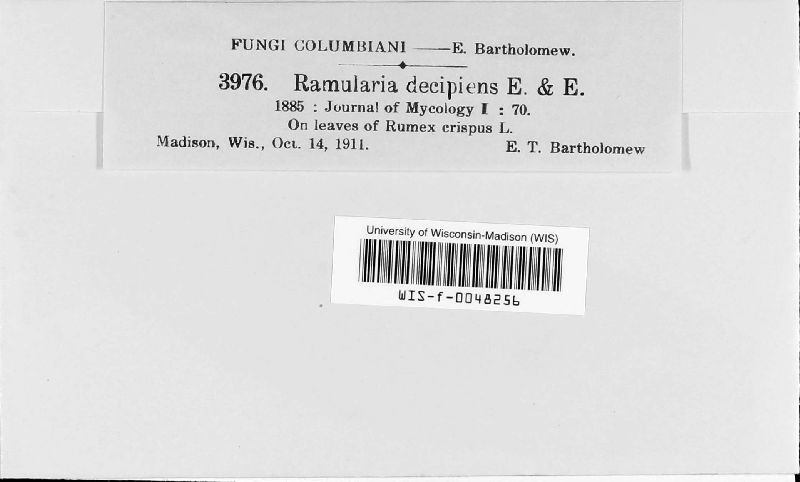 FUNGI COLUMBIANI — E. Bartholomew.
3976. Ramularia decipiens E. & E.
1885 : Journal of Mycology I : 70.
On leaves of Rumex crispus L.
Madison, Wis., Oct. 14, 1911. E. T. Bartholomew
University of Wisconsin-Madison (WIS)
WIS-f-0048256